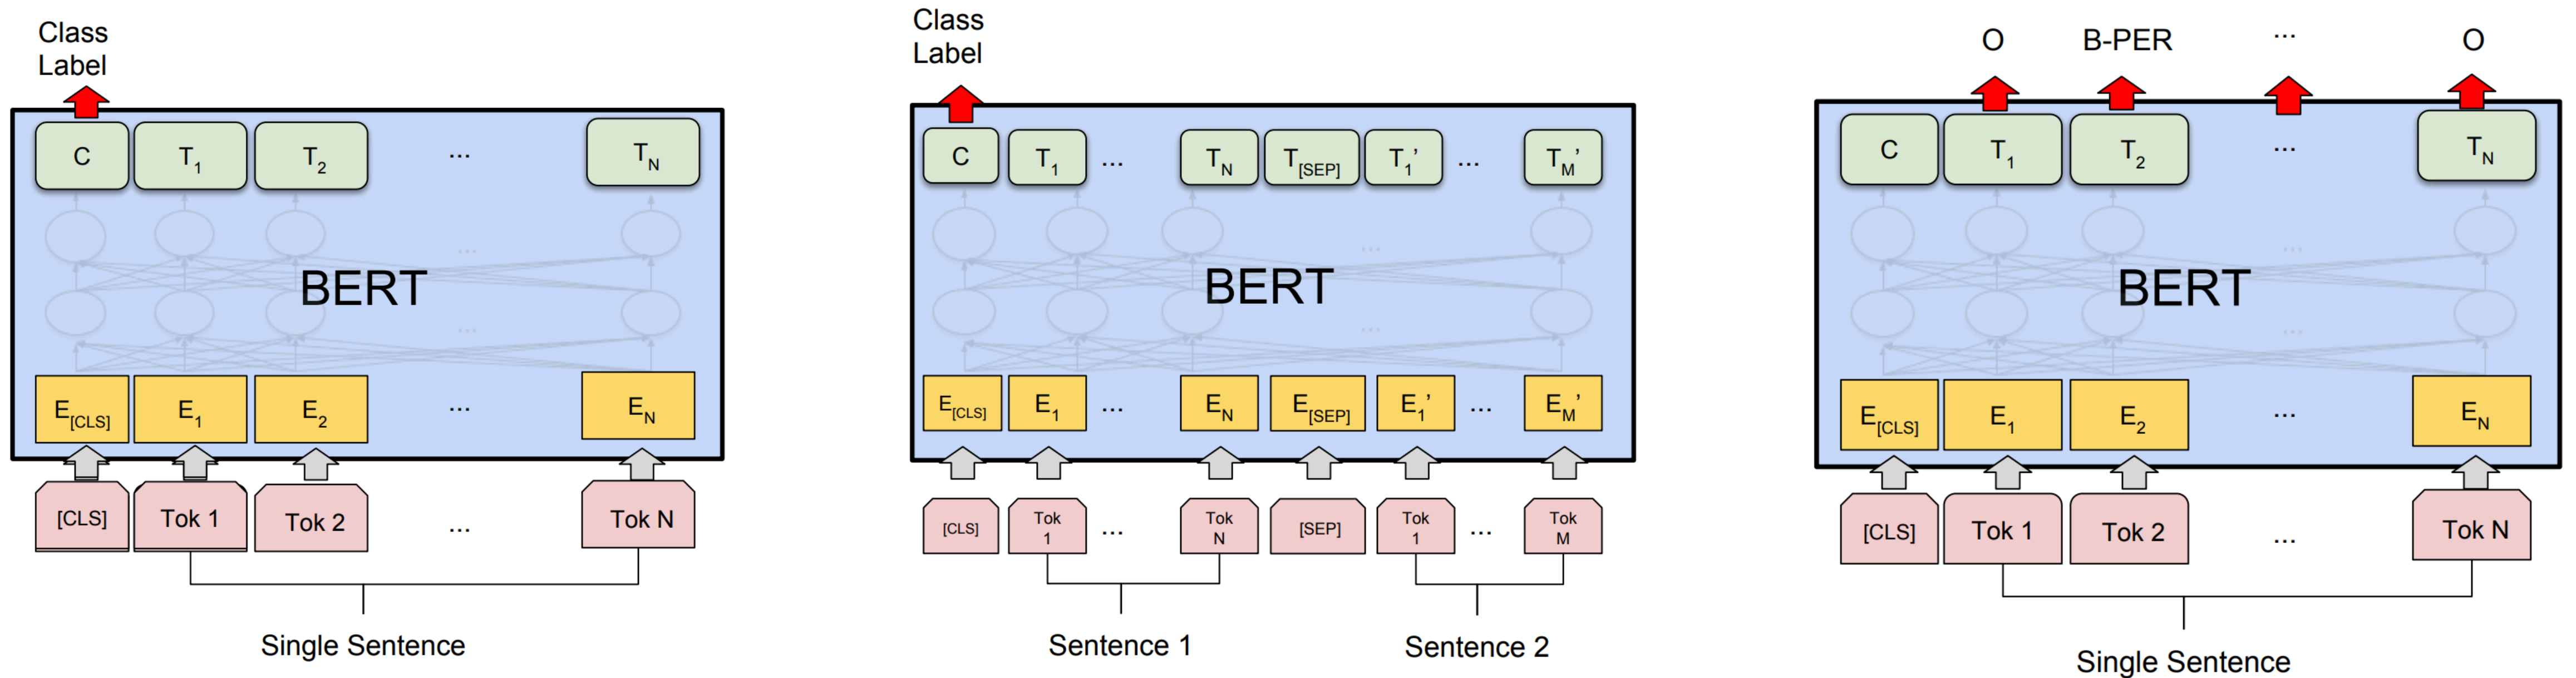 Class
Label
C T1 T2 ... TN
...
BERT
...
E[CLS] E1 E2 ... EN
[CLS] Tok 1 Tok 2 ... Tok N
Single Sentence
Class
Label
C T1 ... TN T[SEP] T1’ ... TM’
...
BERT
...
E[CLS] E1 ... EN E[SEP] E1’ ... EM’
[CLS] Tok 1 ... Tok N [SEP] Tok 1 ... Tok M
Sentence 1 Sentence 2
O B-PER ... O
C T1 T2 ... TN
...
BERT
...
E[CLS] E1 E2 ... EN
[CLS] Tok 1 Tok 2 ... Tok N
Single Sentence